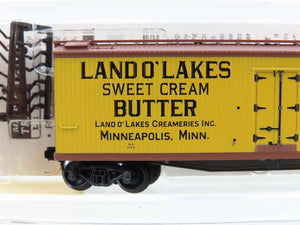 LAND O' LAKES
SWEET CREAM
BUTTER
LAND O' LAKES CREAMERIES INC.
MINNEAPOLIS, MINN.